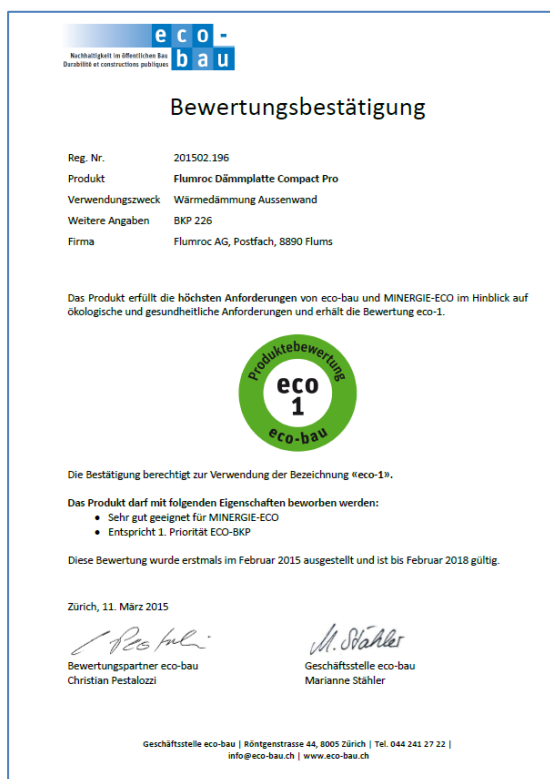 eco-
bau
Nachhaltigkeit im öffentlichen Bau
Durabilité et constructions publiques
Bewertungsbestätigung
Reg. Nr. 201502.196
Produkt Flumroc Dämmplatte Compact Pro
Verwendungszweck Wärmedämmung Aussenwand
Weitere Angaben BKP 226
Firma Flumroc AG, Postfach, 8890 Flums
Das Produkt erfüllt die höchsten Anforderungen von eco-bau und MINERGIE-ECO im Hinblick auf
ökologische und gesundheitliche Anforderungen und erhält die Bewertung eco-1.
Produktebewertung
eco
1
eco-bau
Die Bestätigung berechtigt zur Verwendung der Bezeichnung «eco-1».
Das Produkt darf mit folgenden Eigenschaften beworben werden:
• Sehr gut geeignet für MINERGIE-ECO
• Entspricht 1. Priorität ECO-BKP
Diese Bewertung wurde erstmals im Februar 2015 ausgestellt und ist bis Februar 2018 gültig.
Zürich, 11. März 2015
M. Stähler
Bewertungspartner eco-bau Geschäftsstelle eco-bau
Christian Pestalozzi Marianne Stähler
Geschäftsstelle eco-bau | Röntgenstrasse 44, 8005 Zürich | Tel. 044 241 27 22 |
info@eco-bau.ch | www.eco-bau.ch